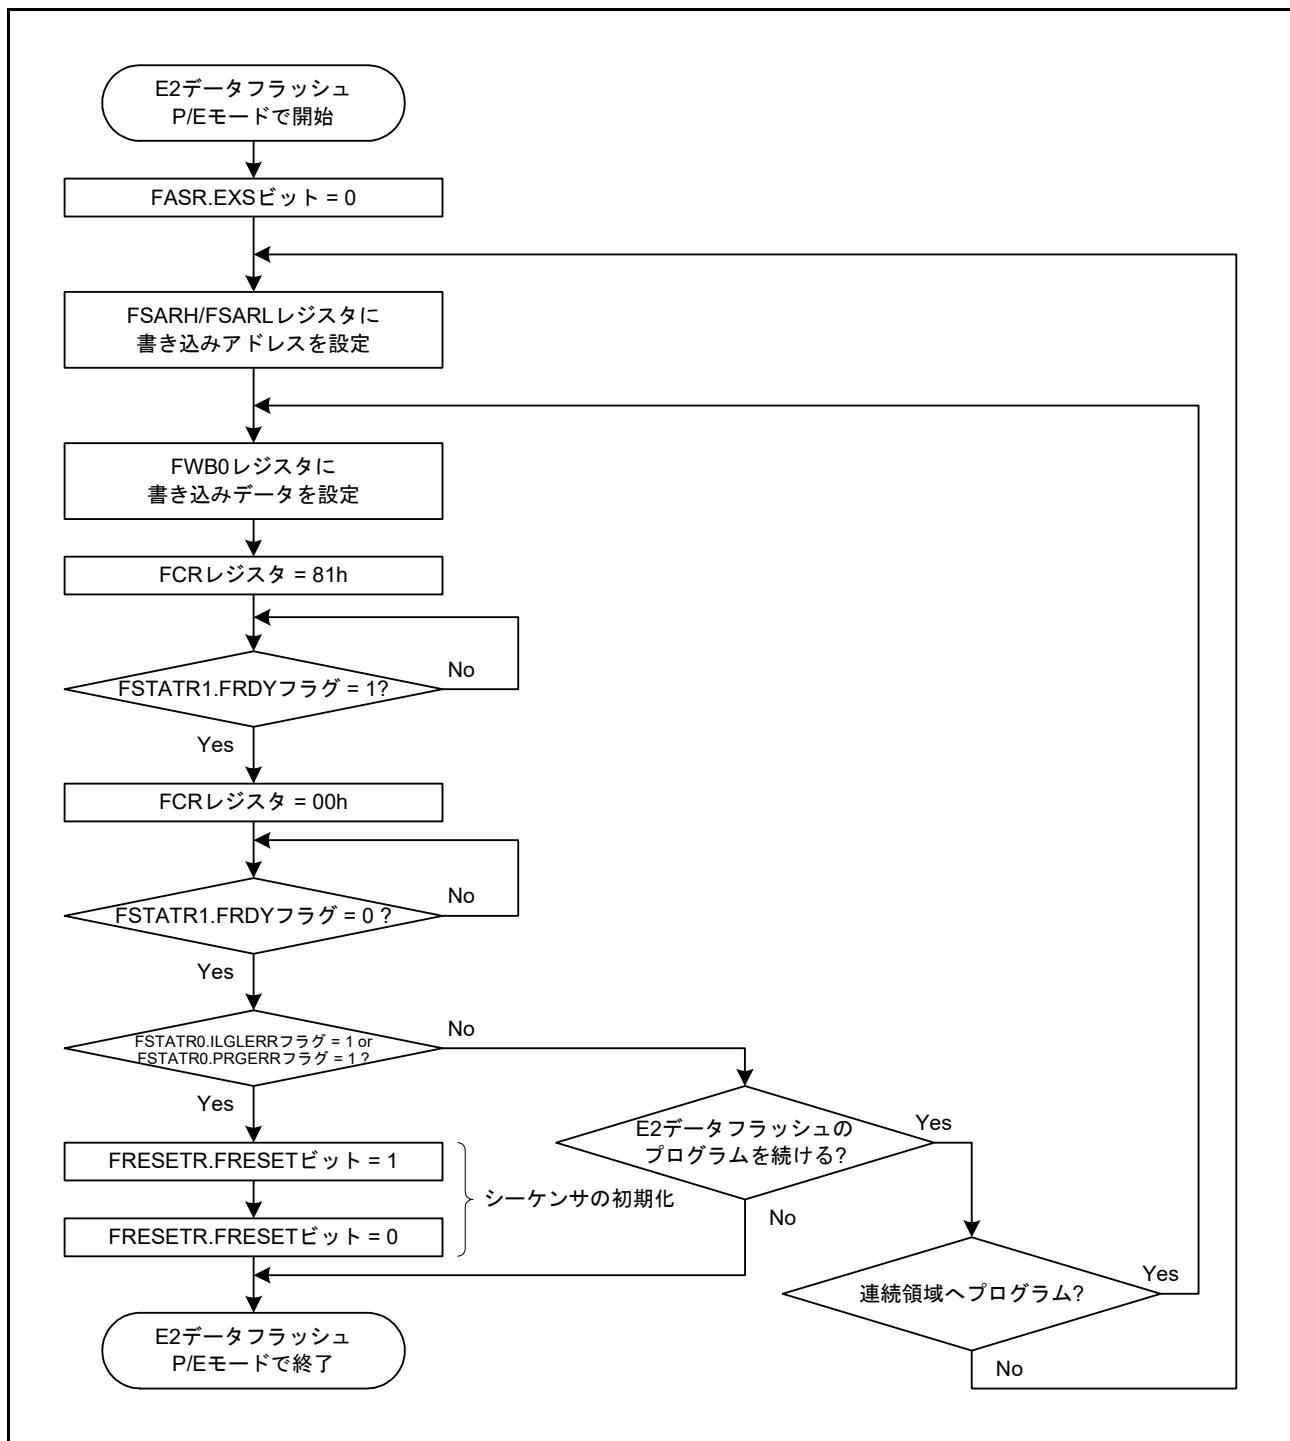 E2データフラッシュ
P/Eモードで開始
FASR.EXSビット = 0
FSARH/FSARLレジスタに
書き込みアドレスを設定
FWB0レジスタに
書き込みデータを設定
FCRレジスタ = 81h
FSTATR1.FRDYフラグ = 1?
No
Yes
FCRレジスタ = 00h
FSTATR1.FRDYフラグ = 0 ?
No
Yes
FSTATR0.ILGLERRフラグ = 1 or
FSTATR0.PRGERRフラグ = 1 ?
No
Yes
FRESETR.FRESETビット = 1
FRESETR.FRESETビット = 0
シーケンサの初期化
E2データフラッシュの
プログラムを続ける?
Yes
No
連続領域へプログラム?
Yes
No
E2データフラッシュ
P/Eモードで終了